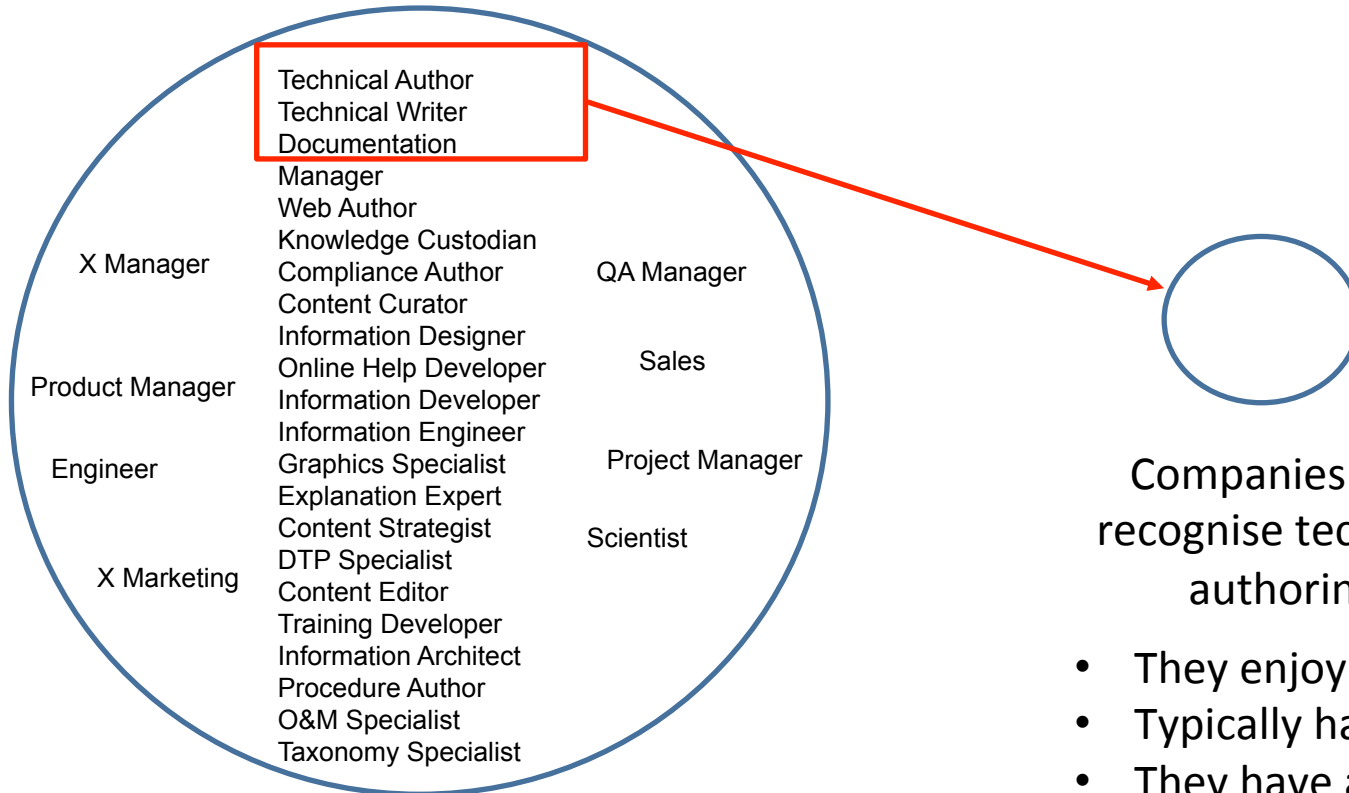 Technical Author
Technical Writer
Documentation
Manager
Web Author
Knowledge Custodian
Compliance Author
Content Curator
Information Designer
Online Help Developer
Information Developer
Information Engineer
Graphics Specialist
Explanation Expert
Content Strategist
DTP Specialist
Content Editor
Training Developer
Information Architect
Procedure Author
O&M Specialist
Taxonomy Specialist
X Manager
Product Manager
Engineer
X Marketing
QA Manager
Sales
Project Manager
Scientist
Companies
recognise
• They enjoy
• Typically
• They have